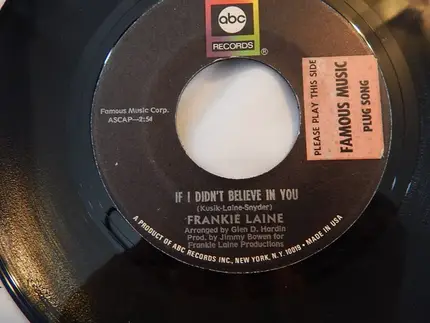 abc
RECORDS®
Famous Music Corp.
ASCAP—2:54
PLEASE PLAY THIS SIDE
FAMOUS MUSIC
PLUG SONG
IF I DIDN'T BELIEVE IN YOU
(Kusik-Laine-Snyder)
FRANKIE LAINE
Arranged by Glen D. Hardin
Prod. by Jimmy Bowen for
Frankie Laine Productions
A PRODUCT OF ABC RECORDS INC., NEW YORK, N.Y. 10019 • MADE IN USA